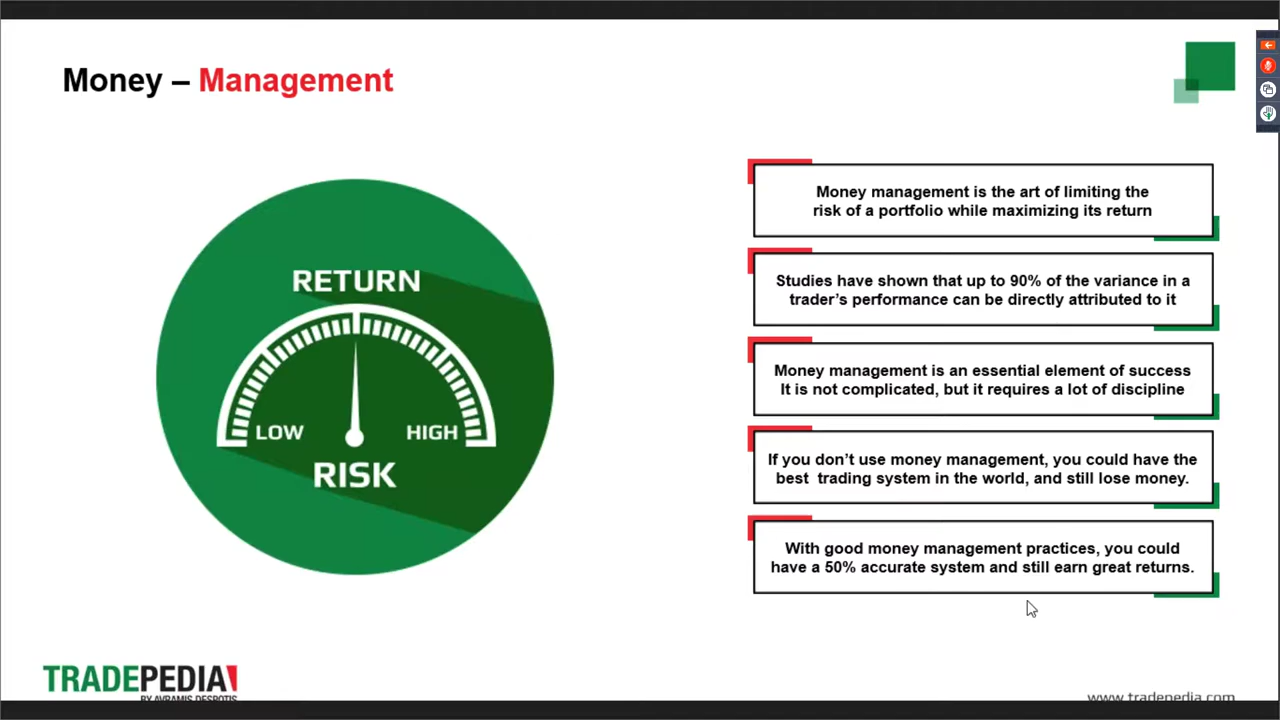 Money – Management
RETURN
LOW
HIGH
RISK
Money management is the art of limiting the
risk of a portfolio while maximizing its return
Studies have shown that up to 90% of the variance in a
trader’s performance can be directly attributed to it
Money management is an essential element of success
It is not complicated, but it requires a lot of discipline
If you don’t use money management, you could have the
best trading system in the world, and still lose money.
With good money management practices, you could
have a 50% accurate system and still earn great returns.
TRADEPEDIA
BY AVRAMIS DESPOTIS
www.tradepedia.com